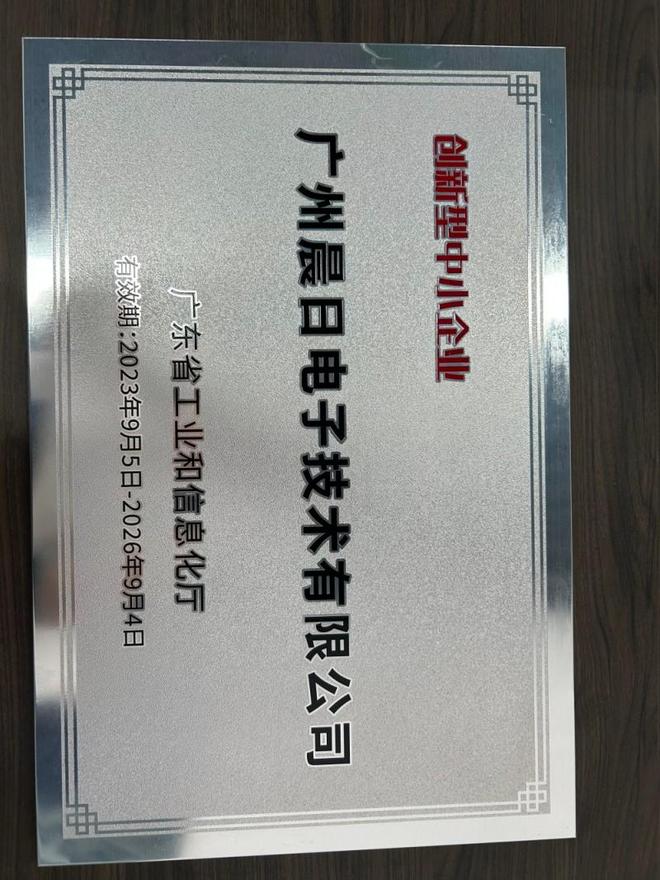 创新型中小企业
广州晨日电子技术有限公司
广东省工业和信息化厅
有效期:2023年9月5日-2026年9月4日